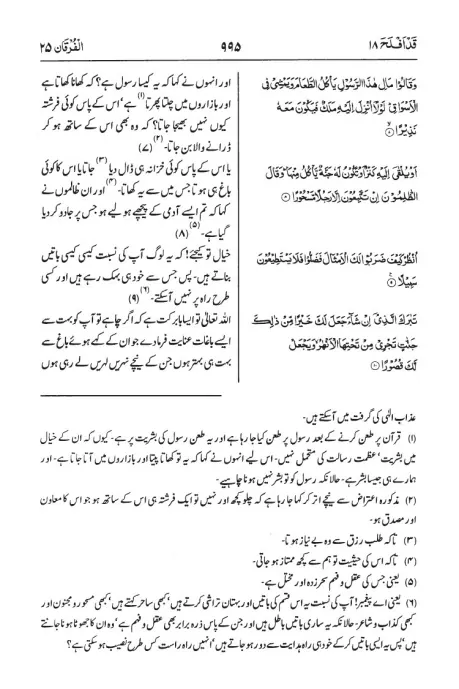 قد افلح ۱۸
۹۹۵
الفرقان ۲۵
وَقَالُوْا مَالِ هٰذَا الرَّسُوْلِ يَاْكُلُ الطَّعَامَ وَيَمْشِيْ فِي
الْاَسْوَاقِ لَوْلَآ اُنْزِلَ اِلَيْهِ مَلَكٌ فَيَكُوْنَ مَعَهٗ
نَذِيْرًا ۙ
اَوْ يُلْقٰٓى اِلَيْهِ كَنْزٌ اَوْ تَكُوْنُ لَهٗ جَنَّةٌ يَّاْكُلُ مِنْهَا وَقَالَ
الظّٰلِمُوْنَ اِنْ تَتَّبِعُوْنَ اِلَّا رَجُلًا مَّسْحُوْرًا
اُنْظُرْ كَيْفَ ضَرَبُوْا لَكَ الْاَمْثَالَ فَضَلُّوْا فَلَا يَسْتَطِيْعُوْنَ
سَبِيْلًا
تَبٰرَكَ الَّذِيْٓ اِنْ شَآءَ جَعَلَ لَكَ خَيْرًا مِّنْ ذٰلِكَ
جَنّٰتٍ تَجْرِيْ مِنْ تَحْتِهَا الْاَنْهٰرُ وَيَجْعَلْ
لَّكَ قُصُوْرًا
اور انہوں نے کہا کہ یہ کیسا رسول ہے؟ کہ کھانا کھاتا ہے
اور بازاروں میں چلتا پھرتا (۱) ہے، اس کے پاس کوئی فرشتہ
کیوں نہیں بھیجا جاتا؟ کہ وہ بھی اس کے ساتھ ہو کر
ڈرانے والا بن جاتا۔ (۲) (۷)
یا اس کے پاس کوئی خزانہ ہی ڈال دیا (۳) جاتا یا اس کا کوئی
باغ ہی ہوتا جس میں سے یہ کھاتا۔ (۴) اور ان ظالموں نے
کہا کہ تم ایسے آدمی کے پیچھے ہو لیے ہو جس پر جادو کر دیا
گیا ہے۔ (۵) (۸)
خیال تو کیجئے! کہ یہ لوگ آپ کی نسبت کیسی کیسی باتیں
بناتے ہیں۔ پس جس سے خود ہی بہک رہے ہیں اور کسی
طرح راہ پر نہیں آسکتے۔ (۶) (۹)
اللہ تعالیٰ تو ایسا بابرکت ہے کہ اگر چاہے تو آپ کو بہت سے
ایسے باغات عنایت فرما دے جو ان کے کہے ہوئے باغ سے
بہت ہی بہتر ہوں جن کے نیچے نہریں لہریں لے رہی ہوں
عذاب الٰہی کی گرفت میں آسکتے ہیں۔
(۱) قرآن پر طعن کرنے کے بعد رسول پر طعن کیا جا رہا ہے اور یہ طعن رسول کی بشریت پر ہے۔ کیوں کہ ان کے خیال
میں بشریت، عظمت رسالت کی متحمل نہیں۔ اس لیے انہوں نے کہا کہ یہ تو کھاتا پیتا اور بازاروں میں آتا جاتا ہے۔ اور
ہمارے ہی جیسا بشر ہے۔ حالانکہ رسول کو تو بشر نہیں ہونا چاہیے۔
(۲) مذکورہ اعتراض سے نیچے اتر کر کہا جا رہا ہے کہ چلو کچھ اور نہیں تو ایک فرشتہ ہی اس کے ساتھ ہو جو اس کا معاون
اور مصدق ہو۔
(۳) تاکہ طلب رزق سے وہ بے نیاز ہوتا۔
(۴) تاکہ اس کی حیثیت تو ہم سے کچھ ممتاز ہو جاتی۔
(۵) یعنی جس کی عقل و فہم سحر زدہ اور مختل ہے۔
(۶) یعنی اے پیغمبر! آپ کی نسبت یہ اس قسم کی باتیں اور بہتان تراشی کرتے ہیں، کبھی ساحر کہتے ہیں، کبھی مسحور و مجنون اور
کبھی کذاب و شاعر۔ حالانکہ یہ ساری باتیں باطل ہیں اور جن کے پاس ذرہ برابر بھی عقل و فہم ہے، وہ ان کا جھوٹا ہونا جانتے
ہیں، پس یہ ایسی باتیں کر کے خود ہی راہ ہدایت سے دور ہو جاتے ہیں، انہیں راہ راست کس طرح نصیب ہو سکتی ہے؟